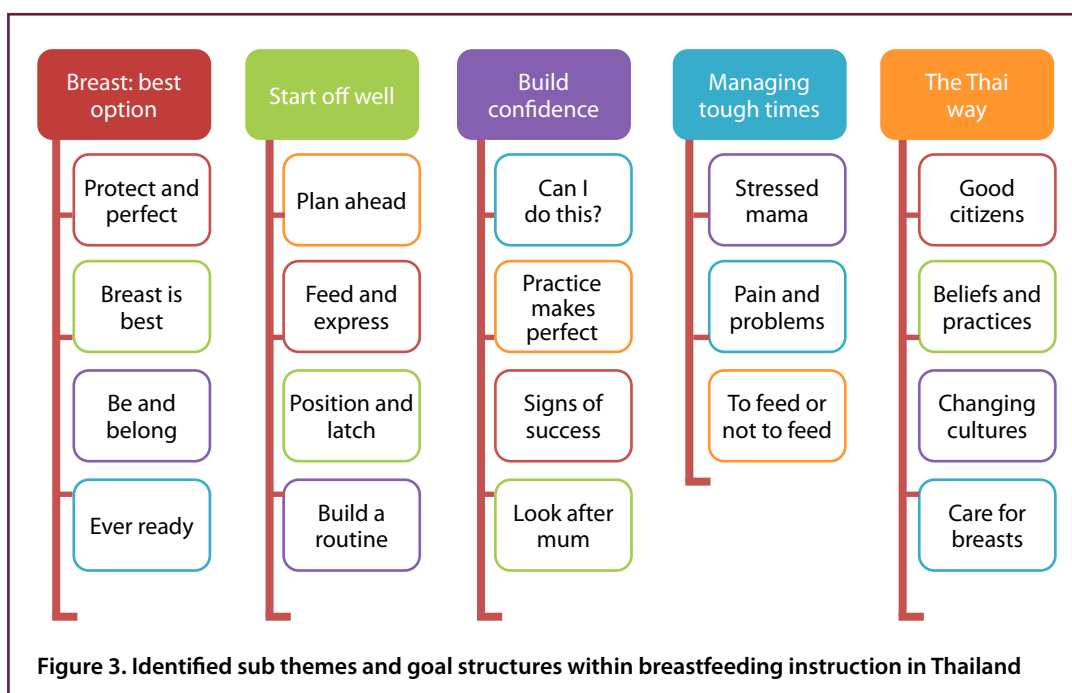 Breast: best
option
Protect and
perfect
Breast is
best
Be and
belong
Ever ready
Start off well
Plan ahead
Feed and
express
Position and
latch
Build a
routine
Build
confidence
Can I
do this?
Practice
makes
perfect
Signs of
success
Look after
mum
Managing
tough times
Stressed
mama
Pain and
problems
To feed or
not to feed
The Thai
way
Good
citizens
Beliefs and
practices
Changing
cultures
Care for
breasts
Figure 3. Identified sub themes and goal structures within breastfeeding instruction in Thailand